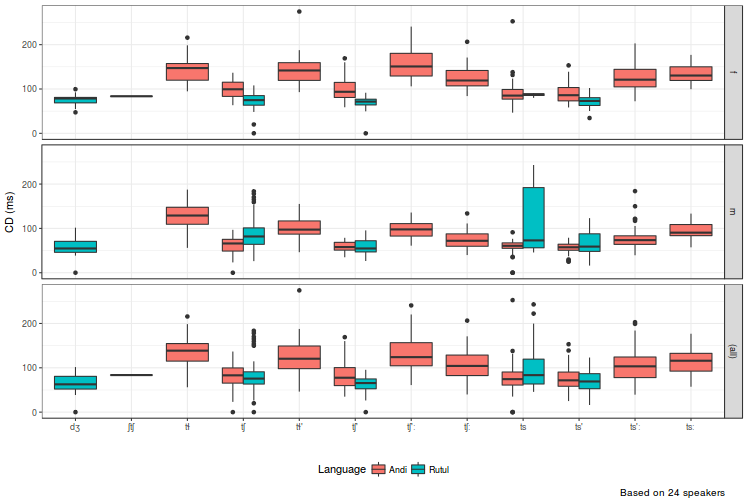 200
100
0
f
200
100
0
m
200
100
0
(all)
CD (ms)
dʒ ʃtʃ tɬ tʃ tɬ' tʃ' tʃ': tʃ: ts ts' ts': ts:
Language Andi Rutul
Based on 24 speakers